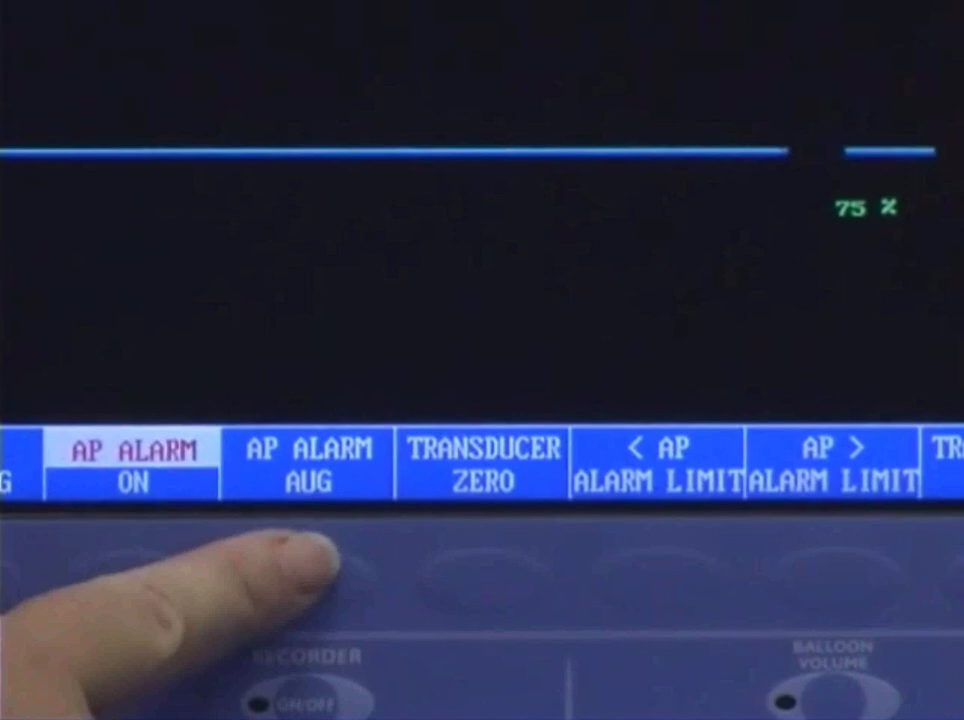 75 %
G
AP ALARM
ON
AP ALARM
AUG
TRANSDUCER
ZERO
< AP
ALARM LIMIT
AP >
ALARM LIMIT
TR
RECORDER
ON/OFF
BALLOON
VOLUME